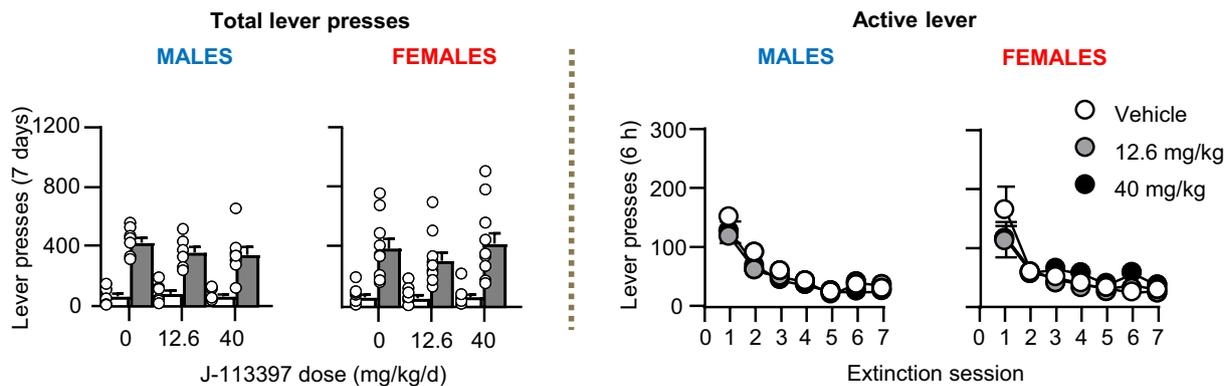 Total lever presses
MALES
FEMALES
Lever presses (7 days)
1200
800
400
0
0 12.6 40
0 12.6 40
J-113397 dose (mg/kg/d)
Active lever
MALES
FEMALES
Lever presses (6 h)
300
200
100
0
0 1 2 3 4 5 6 7
0 1 2 3 4 5 6 7
Extinction session
Vehicle
12.6 mg/kg
40 mg/kg